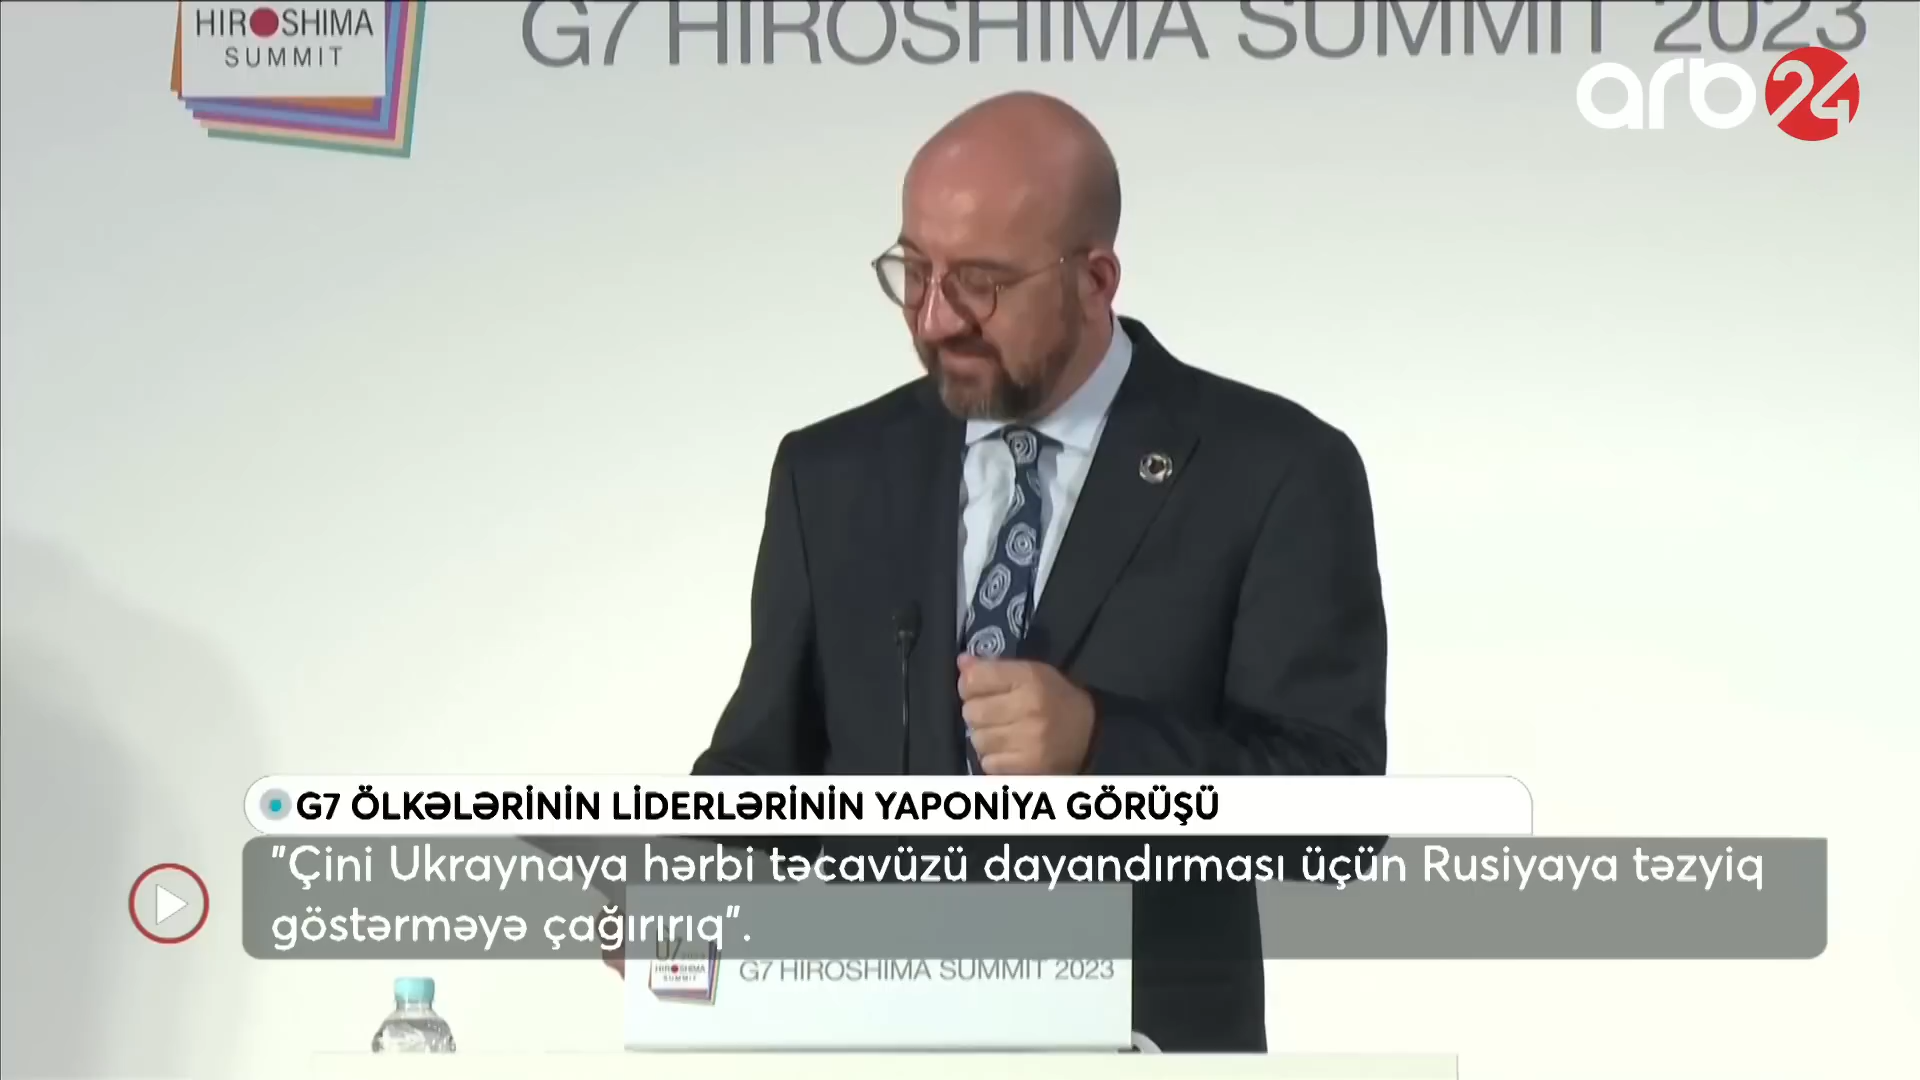 HIROSHIMA
SUMMIT
G7 HIROSHIMA SUMMIT 2023
arb24
G7 ÖLKƏLƏRİNİN LİDERLƏRİNİN YAPONİYA GÖRÜŞÜ
"Çini Ukraynaya hərbi təcavüzü dayandırması üçün Rusiyaya təzyiq
göstərməyə çağırırıq".
G7
HIROSHIMA
SUMMIT
G7 HIROSHIMA SUMMIT 2023